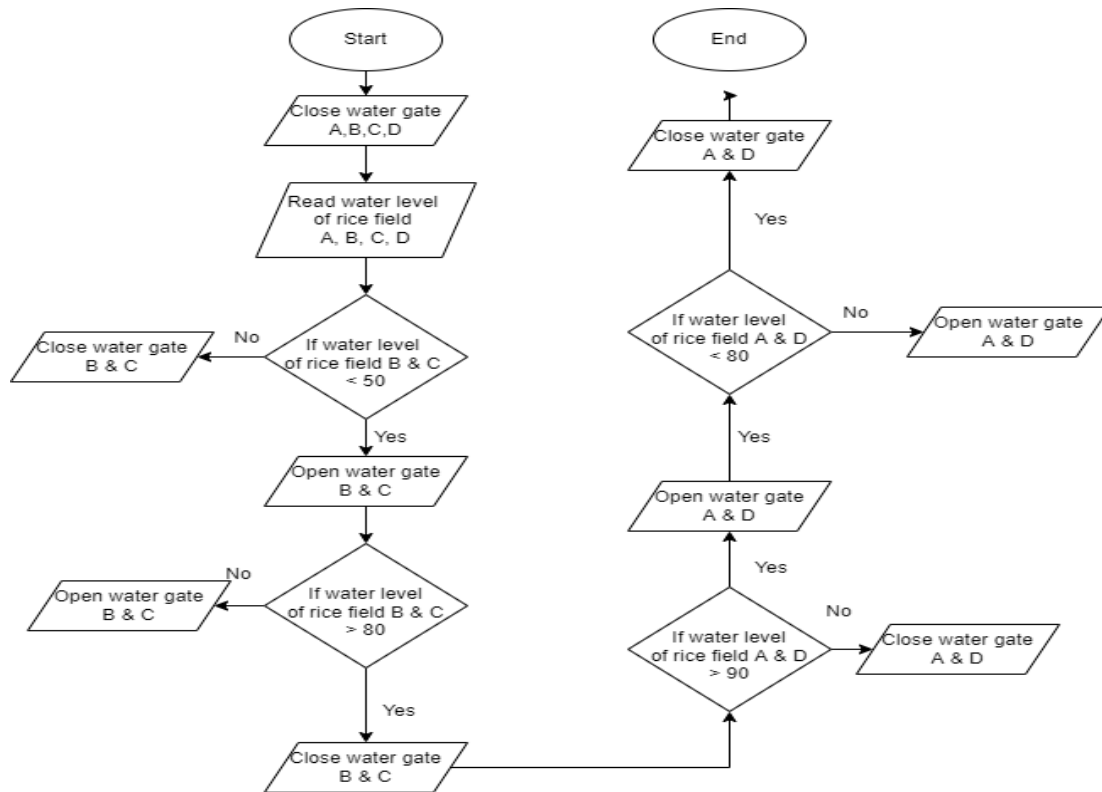 Start
Close water gate
A,B,C,D
Read water level
of rice field
A, B, C, D
If water level
of rice field B & C
< 50
No
Close water gate
B & C
Yes
Open water gate
B & C
If water level
of rice field B & C
> 80
No
Open water gate
B & C
Yes
Close water gate
B & C
If water level
of rice field A & D
> 90
No
Close water gate
A & D
Yes
Open water gate
A & D
Yes
If water level
of rice field A & D
< 80
No
Open water gate
A & D
Yes
Close water gate
A & D
End